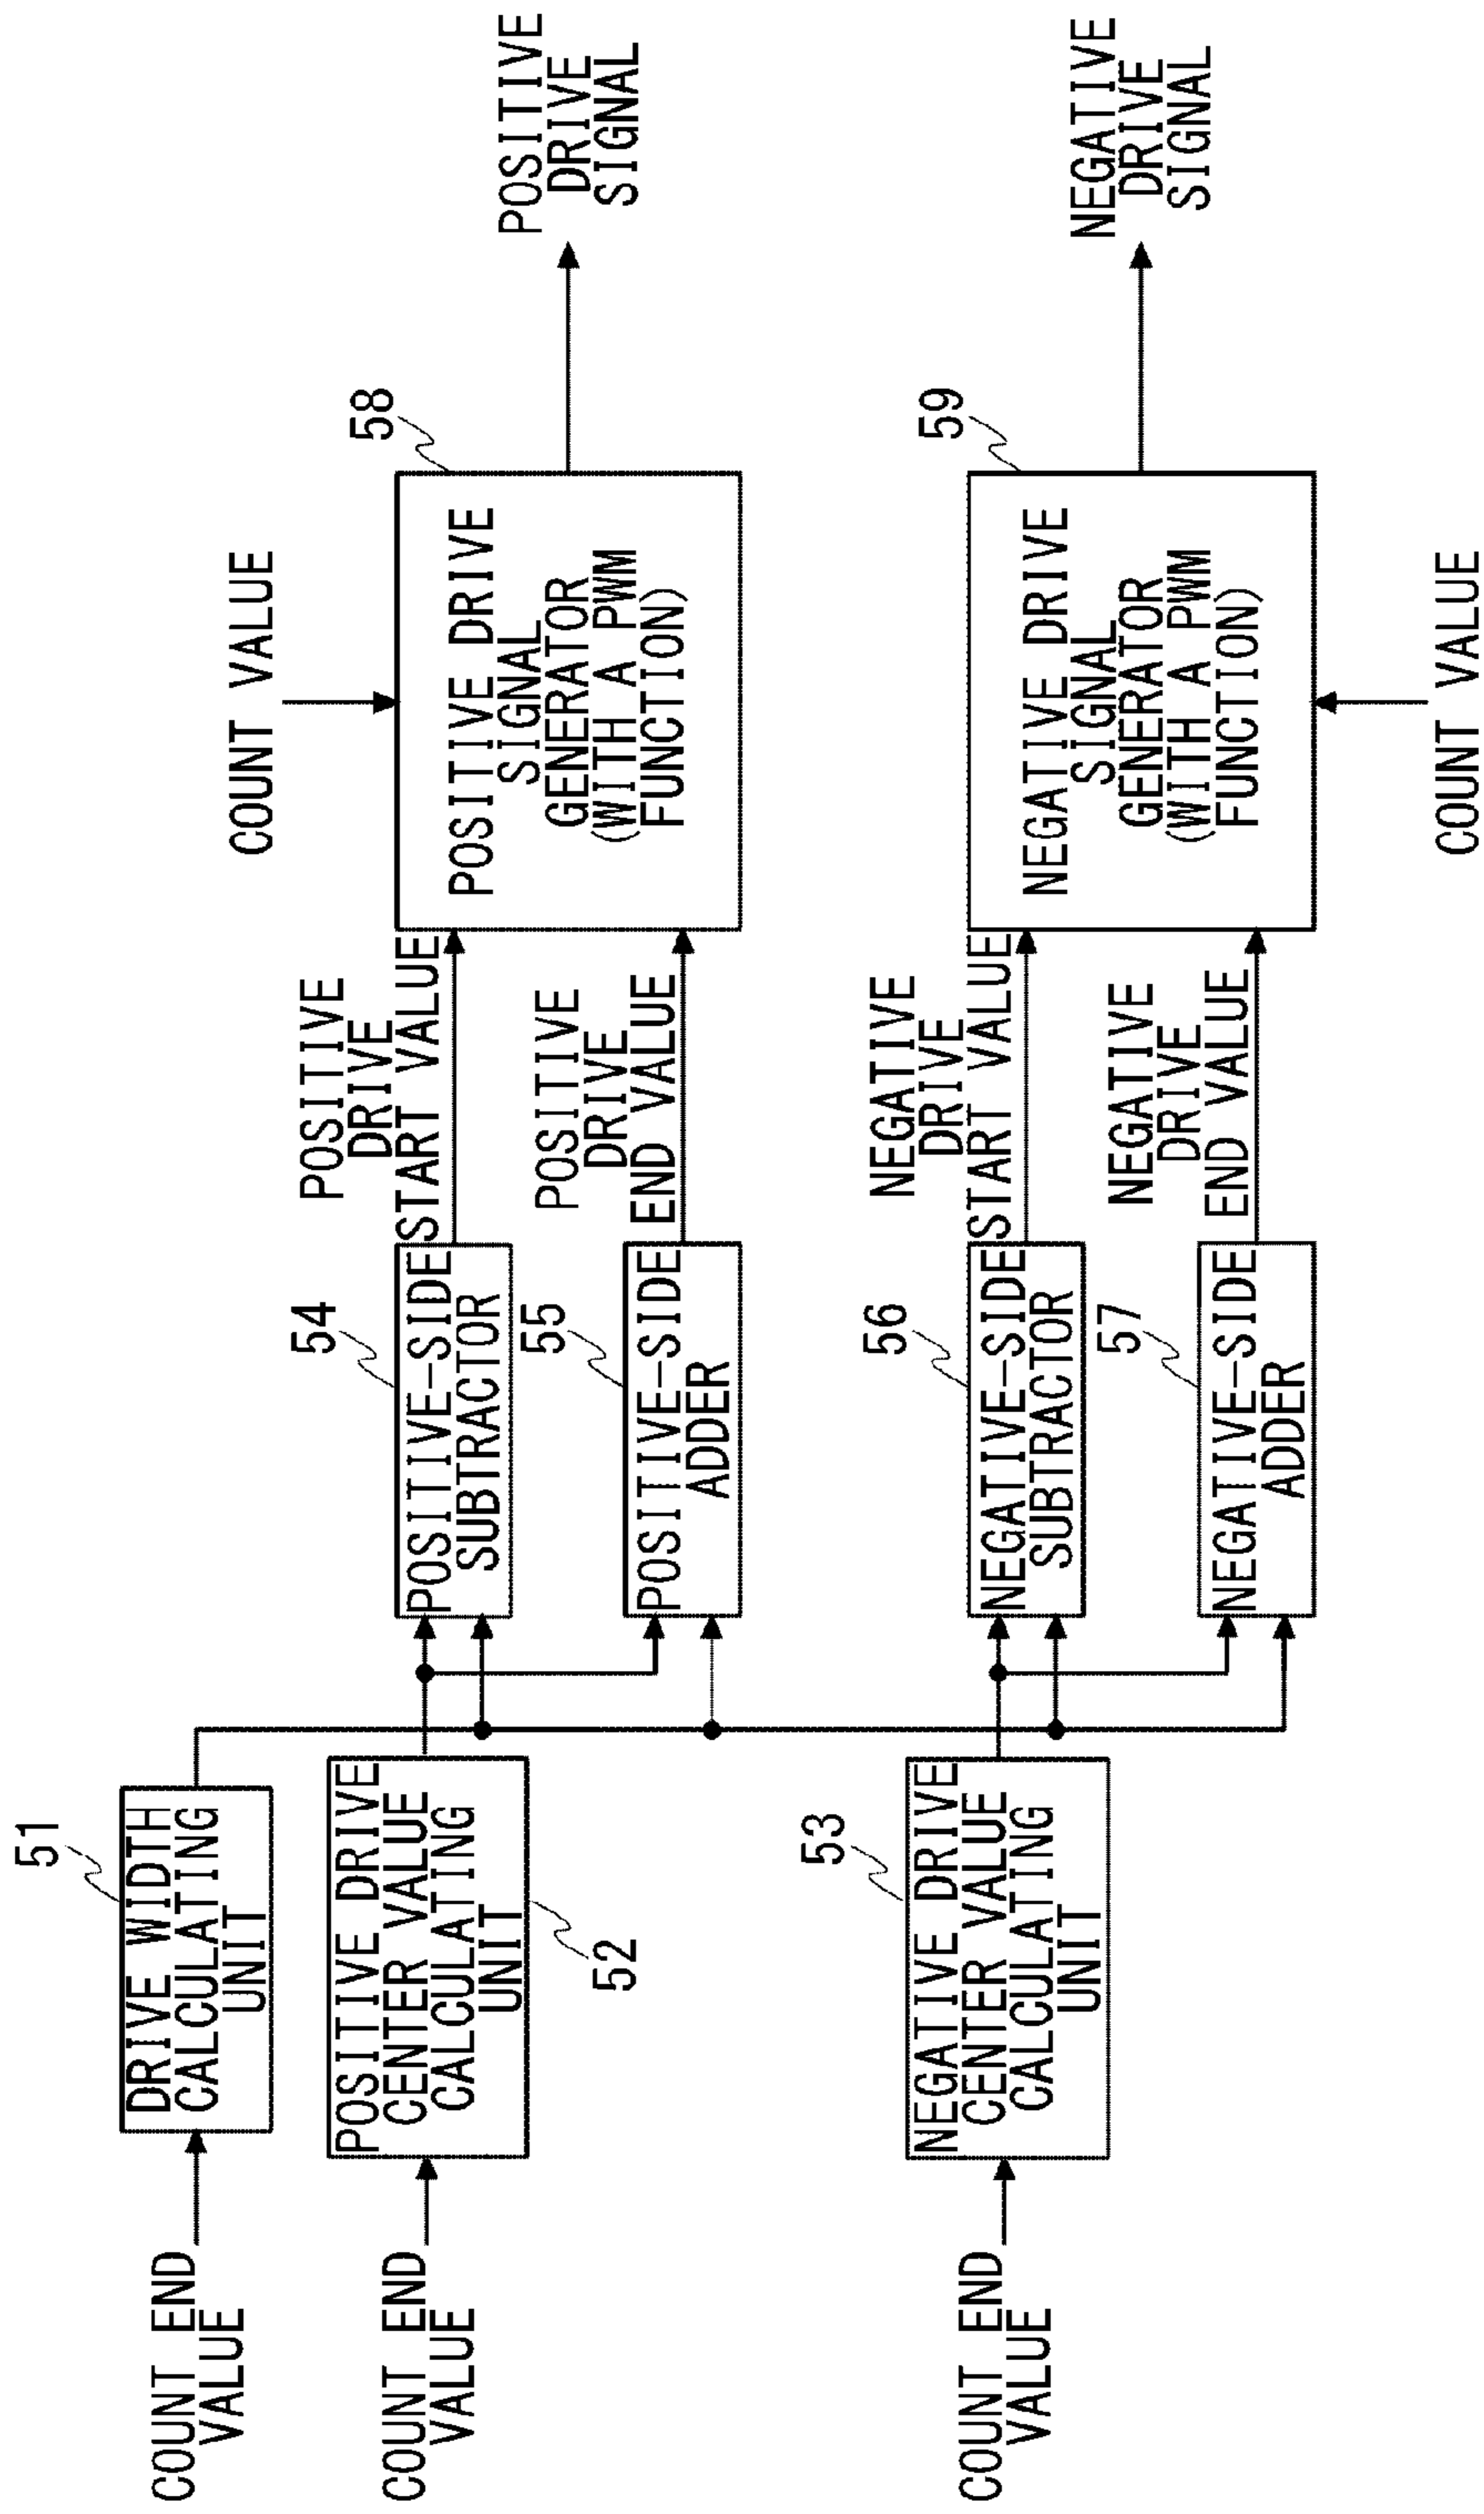 COUNT END
VALUE
51
DRIVE WIDTH
CALCULATING
UNIT
COUNT END
VALUE
POSITIVE DRIVE
CENTER VALUE
CALCULATING
UNIT
52
COUNT END
VALUE
53
NEGATIVE DRIVE
CENTER VALUE
CALCULATING
UNIT
54
POSITIVE-SIDE
SUBTRACTOR
55
POSITIVE-SIDE
ADDER
56
NEGATIVE-SIDE
SUBTRACTOR
57
NEGATIVE-SIDE
ADDER
POSITIVE
DRIVE
START VALUE
POSITIVE
DRIVE
END VALUE
NEGATIVE
DRIVE
START VALUE
NEGATIVE
DRIVE
END VALUE
COUNT VALUE
58
POSITIVE DRIVE
SIGNAL
GENERATOR
(WITH A PWM
FUNCTION)
59
NEGATIVE DRIVE
SIGNAL
GENERATOR
(WITH A PWM
FUNCTION)
COUNT VALUE
POSITIVE
DRIVE
SIGNAL
NEGATIVE
DRIVE
SIGNAL